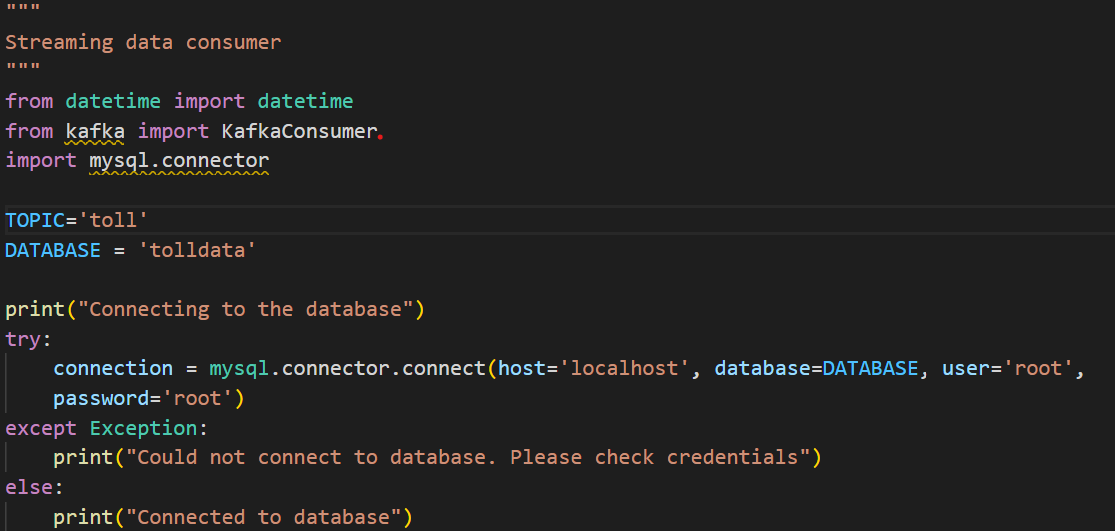 """
Streaming data consumer
"""
from datetime import datetime
from kafka import KafkaConsumer
import mysql.connector
TOPIC='toll'
DATABASE = 'tolldata'
print("Connecting to the database")
try:
    connection = mysql.connector.connect(host='localhost', database=DATABASE, user='root',
    password='root')
except Exception:
    print("Could not connect to database. Please check credentials")
else:
    print("Connected to database")